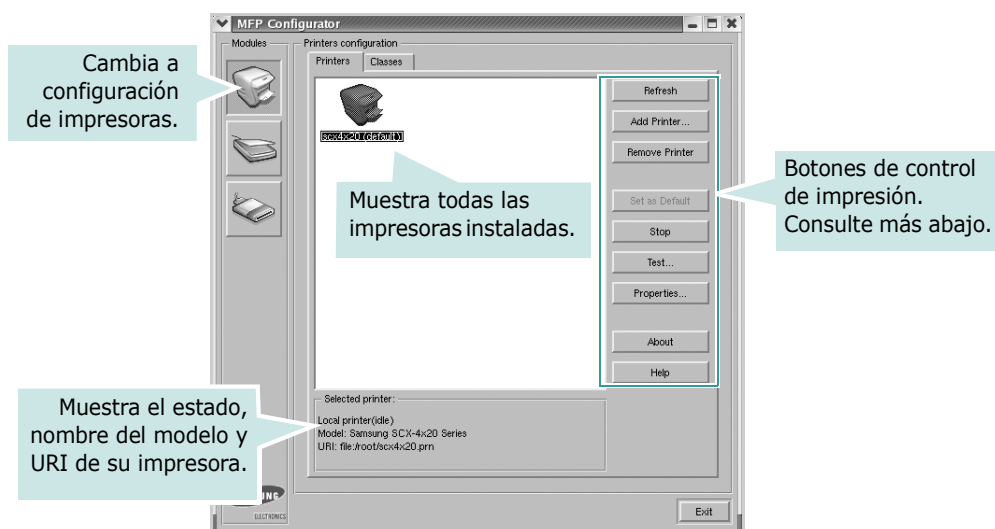 MFP Configurator
Modules
Printers configuration
Printers
Classes
Cambia a
configuración
de impresoras.
scx4x20 (default)
Refresh
Add Printer...
Remove Printer
Set as Default
Stop
Test...
Properties...
About
Help
Muestra todas las
impresoras instaladas.
Botones de control
de impresión.
Consulte más abajo.
Selected printer:
Local printer(idle)
Model: Samsung SCX-4x20 Series
URI: file:/root/scx4x20.prn
Muestra el estado,
nombre del modelo y
URI de su impresora.
ELECTRONICS
Exit